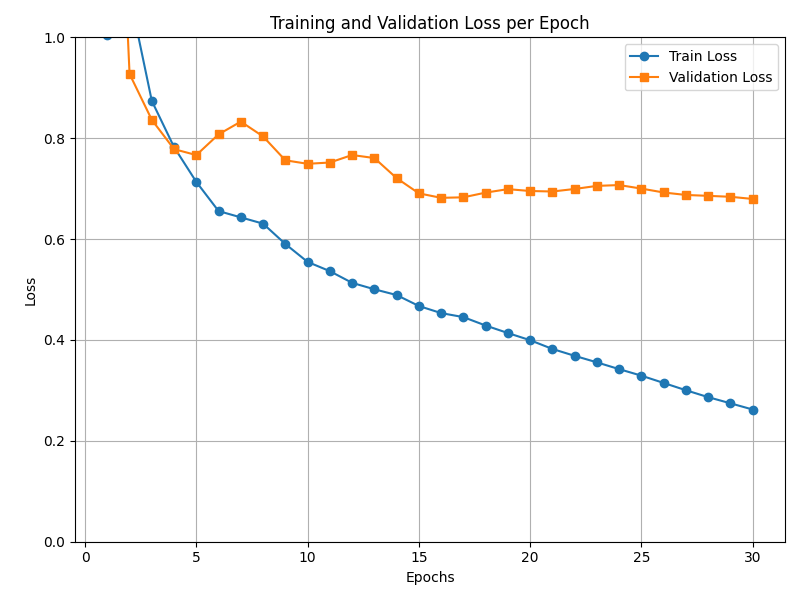 Training and Validation Loss per Epoch
Train Loss
Validation Loss
1.0
0.8
0.6
0.4
0.2
0.0
Loss
0 5 10 15 20 25 30
Epochs